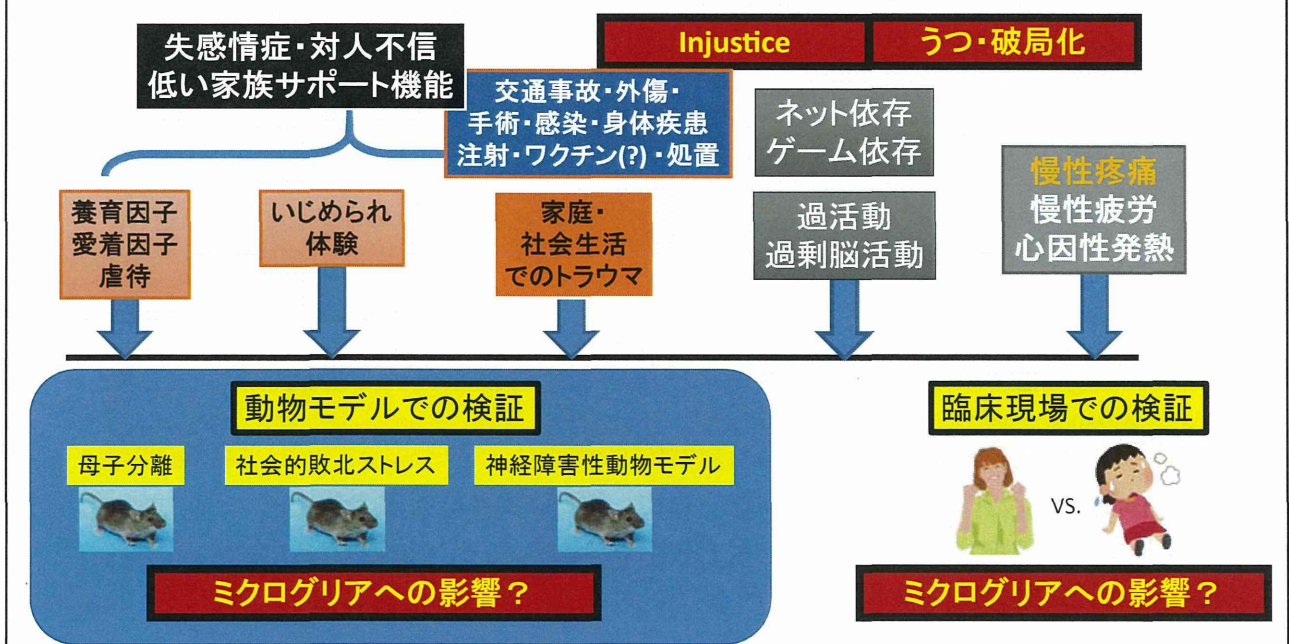 失感情症・対人不信
低い家族サポート機能
Injustice
うつ・破局化
交通事故・外傷・
手術・感染・身体疾患
注射・ワクチン(?)・処置
ネット依存
ゲーム依存
養育因子
愛着因子
虐待
いじめられ
体験
家庭・
社会生活
でのトラウマ
過活動
過剰脳活動
慢性疼痛
慢性疲労
心因性発熱
動物モデルでの検証
母子分離
社会的敗北ストレス
神経障害性動物モデル
ミクログリアへの影響？
臨床現場での検証
VS.
ミクログリアへの影響？